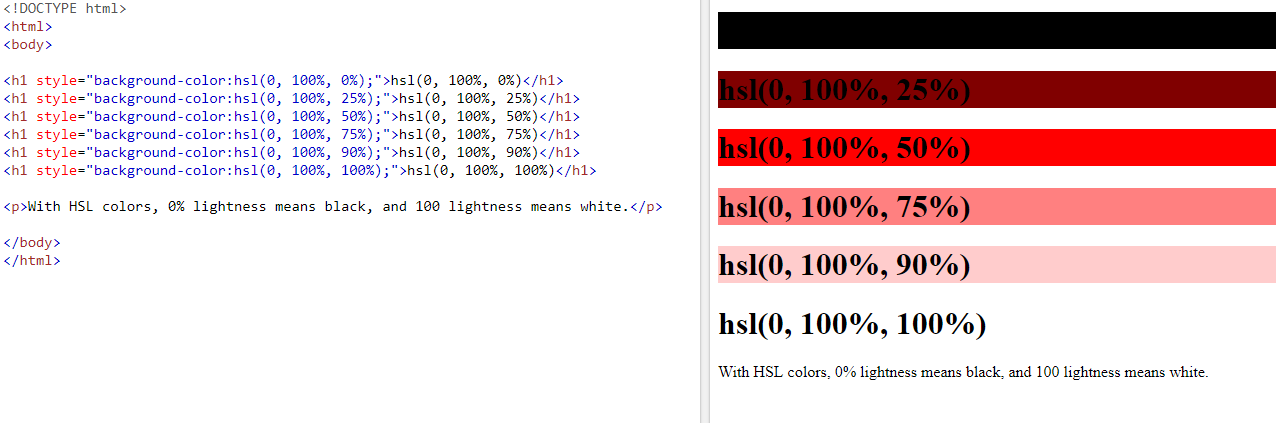 <!DOCTYPE html>
<html>
<body>
<h1 style="background-color:hsl(0, 100%, 0%);">hsl(0, 100%, 0%)</h1>
<h1 style="background-color:hsl(0, 100%, 25%);">hsl(0, 100%, 25%)</h1>
<h1 style="background-color:hsl(0, 100%, 50%);">hsl(0, 100%, 50%)</h1>
<h1 style="background-color:hsl(0, 100%, 75%);">hsl(0, 100%, 75%)</h1>
<h1 style="background-color:hsl(0, 100%, 90%);">hsl(0, 100%, 90%)</h1>
<h1 style="background-color:hsl(0, 100%, 100%);">hsl(0, 100%, 100%)</h1>
<p>With HSL colors, 0% lightness means black, and 100 lightness means white.</p>
</body>
</html>
hsl(0, 100%, 25%)
hsl(0, 100%, 50%)
hsl(0, 100%, 75%)
hsl(0, 100%, 90%)
hsl(0, 100%, 100%)
With HSL colors, 0% lightness means black, and 100 lightness means white.